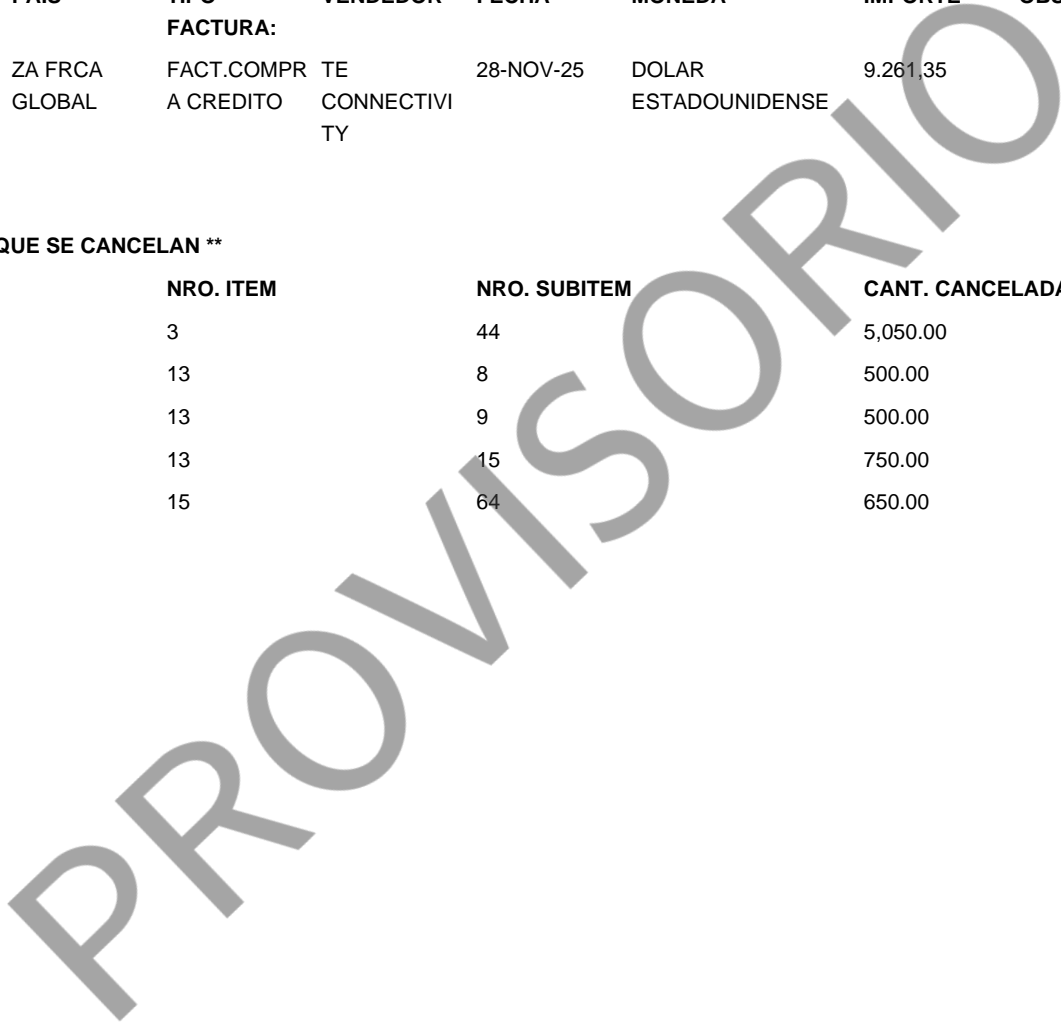 FACTURA:
ZA FRCA FACT.COMPR TE 28-NOV-25 DOLAR 9.261,35
GLOBAL A CREDITO CONNECTIVI ESTADOUNIDENSE
TY
QUE SE CANCELAN **
NRO. ITEM NRO. SUBITEM CANT. CANCELADA
3 44 5,050.00
13 8 500.00
13 9 500.00
13 15 750.00
15 64 650.00
PROVISORIO